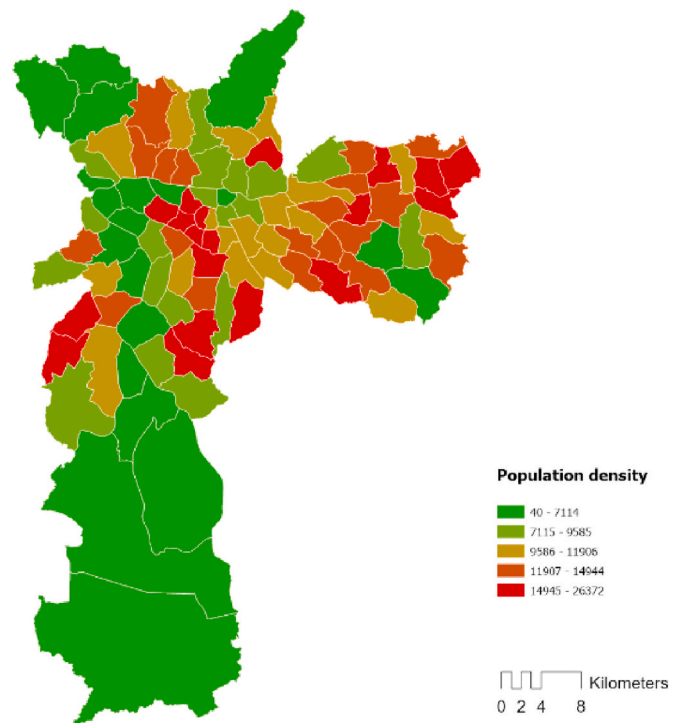 Population density
40 - 7114
7115 - 9585
9586 - 11906
11907 - 14944
14945 - 26372
Kilometers
0 2 4 8